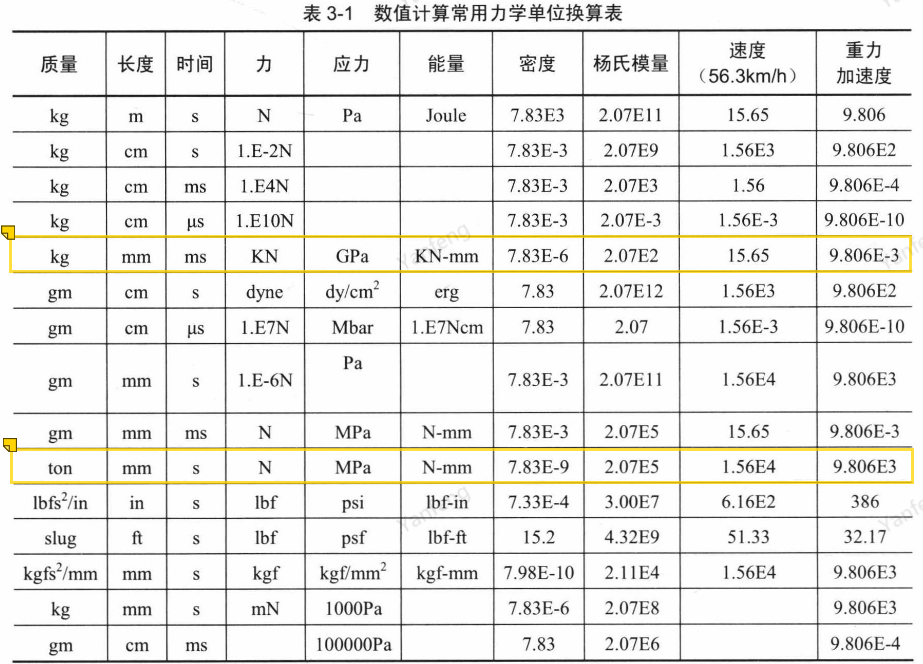 表 3-1 数值计算常用力学单位换算表
质量 长度 时间 力 应力 能量 密度 杨氏模量 速度（56.3km/h） 重力加速度
kg m s N Pa Joule 7.83E3 2.07E11 15.65 9.806
kg cm s 1.E-2N 7.83E-3 2.07E9 1.56E3 9.806E2
kg cm ms 1.E4N 7.83E-3 2.07E3 1.56 9.806E-4
kg cm μs 1.E10N 7.83E-3 2.07E-3 1.56E-3 9.806E-10
kg mm ms KN GPa KN-mm 7.83E-6 2.07E2 15.65 9.806E-3
gm cm s dyne dy/cm² erg 7.83 2.07E12 1.56E3 9.806E2
gm cm μs 1.E7N Mbar 1.E7Ncm 7.83 2.07 1.56E-3 9.806E-10
gm mm s 1.E-6N Pa 7.83E-3 2.07E11 1.56E4 9.806E3
gm mm ms N MPa N-mm 7.83E-3 2.07E5 15.65 9.806E-3
ton mm s N MPa N-mm 7.83E-9 2.07E5 1.56E4 9.806E3
lbfs²/in in s lbf psi lbf-in 7.33E-4 3.00E7 6.16E2 386
slug ft s lbf psf lbf-ft 15.2 4.32E9 51.33 32.17
kgfs²/mm mm s kgf kgf/mm² kgf-mm 7.98E-10 2.11E4 1.56E4 9.806E3
kg mm s mN 1000Pa 7.83E-6 2.07E8 9.806E3
gm cm ms 100000Pa 7.83 2.07E6 9.806E-4
Yanfeng
Yanfeng